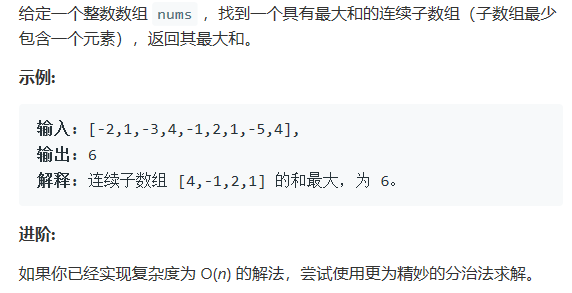 给定一个整数数组 nums ，找到一个具有最大和的连续子数组（子数组最少
包含一个元素），返回其最大和。
示例:
输入: [-2,1,-3,4,-1,2,1,-5,4],
输出: 6
解释: 连续子数组 [4,-1,2,1] 的和最大，为 6。
进阶:
如果你已经实现复杂度为 O(n) 的解法，尝试使用更为精妙的分治法求解。